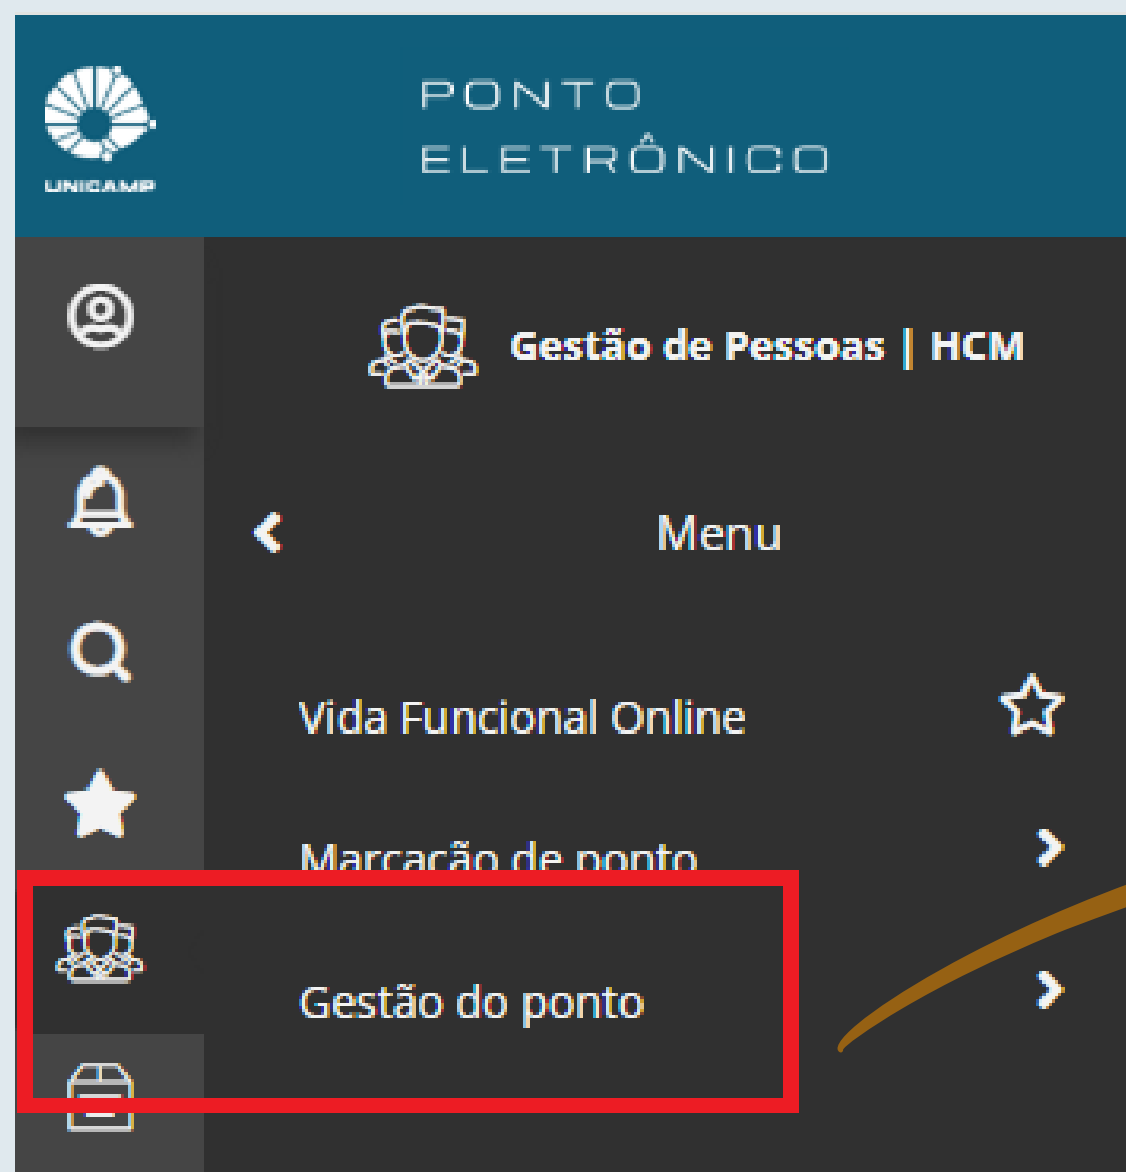 UNICAMP
PONTO
ELETRÔNICO
Gestão de Pessoas | HCM
Menu
Vida Funcional Online
Marcação de ponto
Gestão do ponto